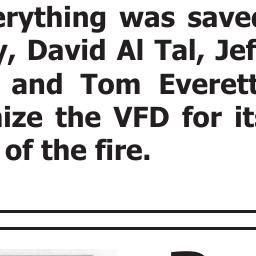 erything was saved
y, David Al Tal, Jef
and Tom Everett
nize the VFD for its
of the fire.